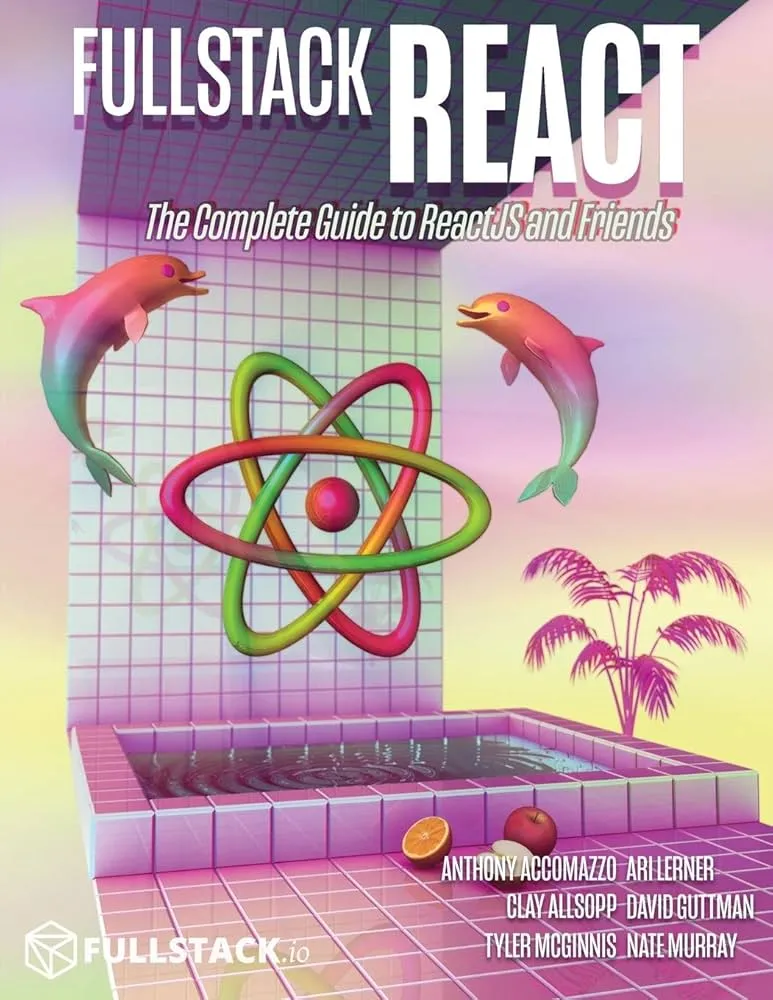 FULLSTACK REACT
The Complete Guide to ReactJS and Friends
ANTHONY ACCOMAZZO ARI LERNER
CLAY ALLSOPP DAVID GUTTMAN
TYLER MCGINNIS NATE MURRAY
FULLSTACK.io